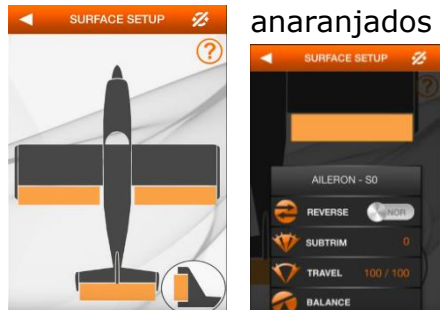 SURFACE SETUP
?
anaranjados
SURFACE SETUP
?
AILERON - S0
REVERSE NOR
SUBTRIM 0
TRAVEL 100 / 100
BALANCE